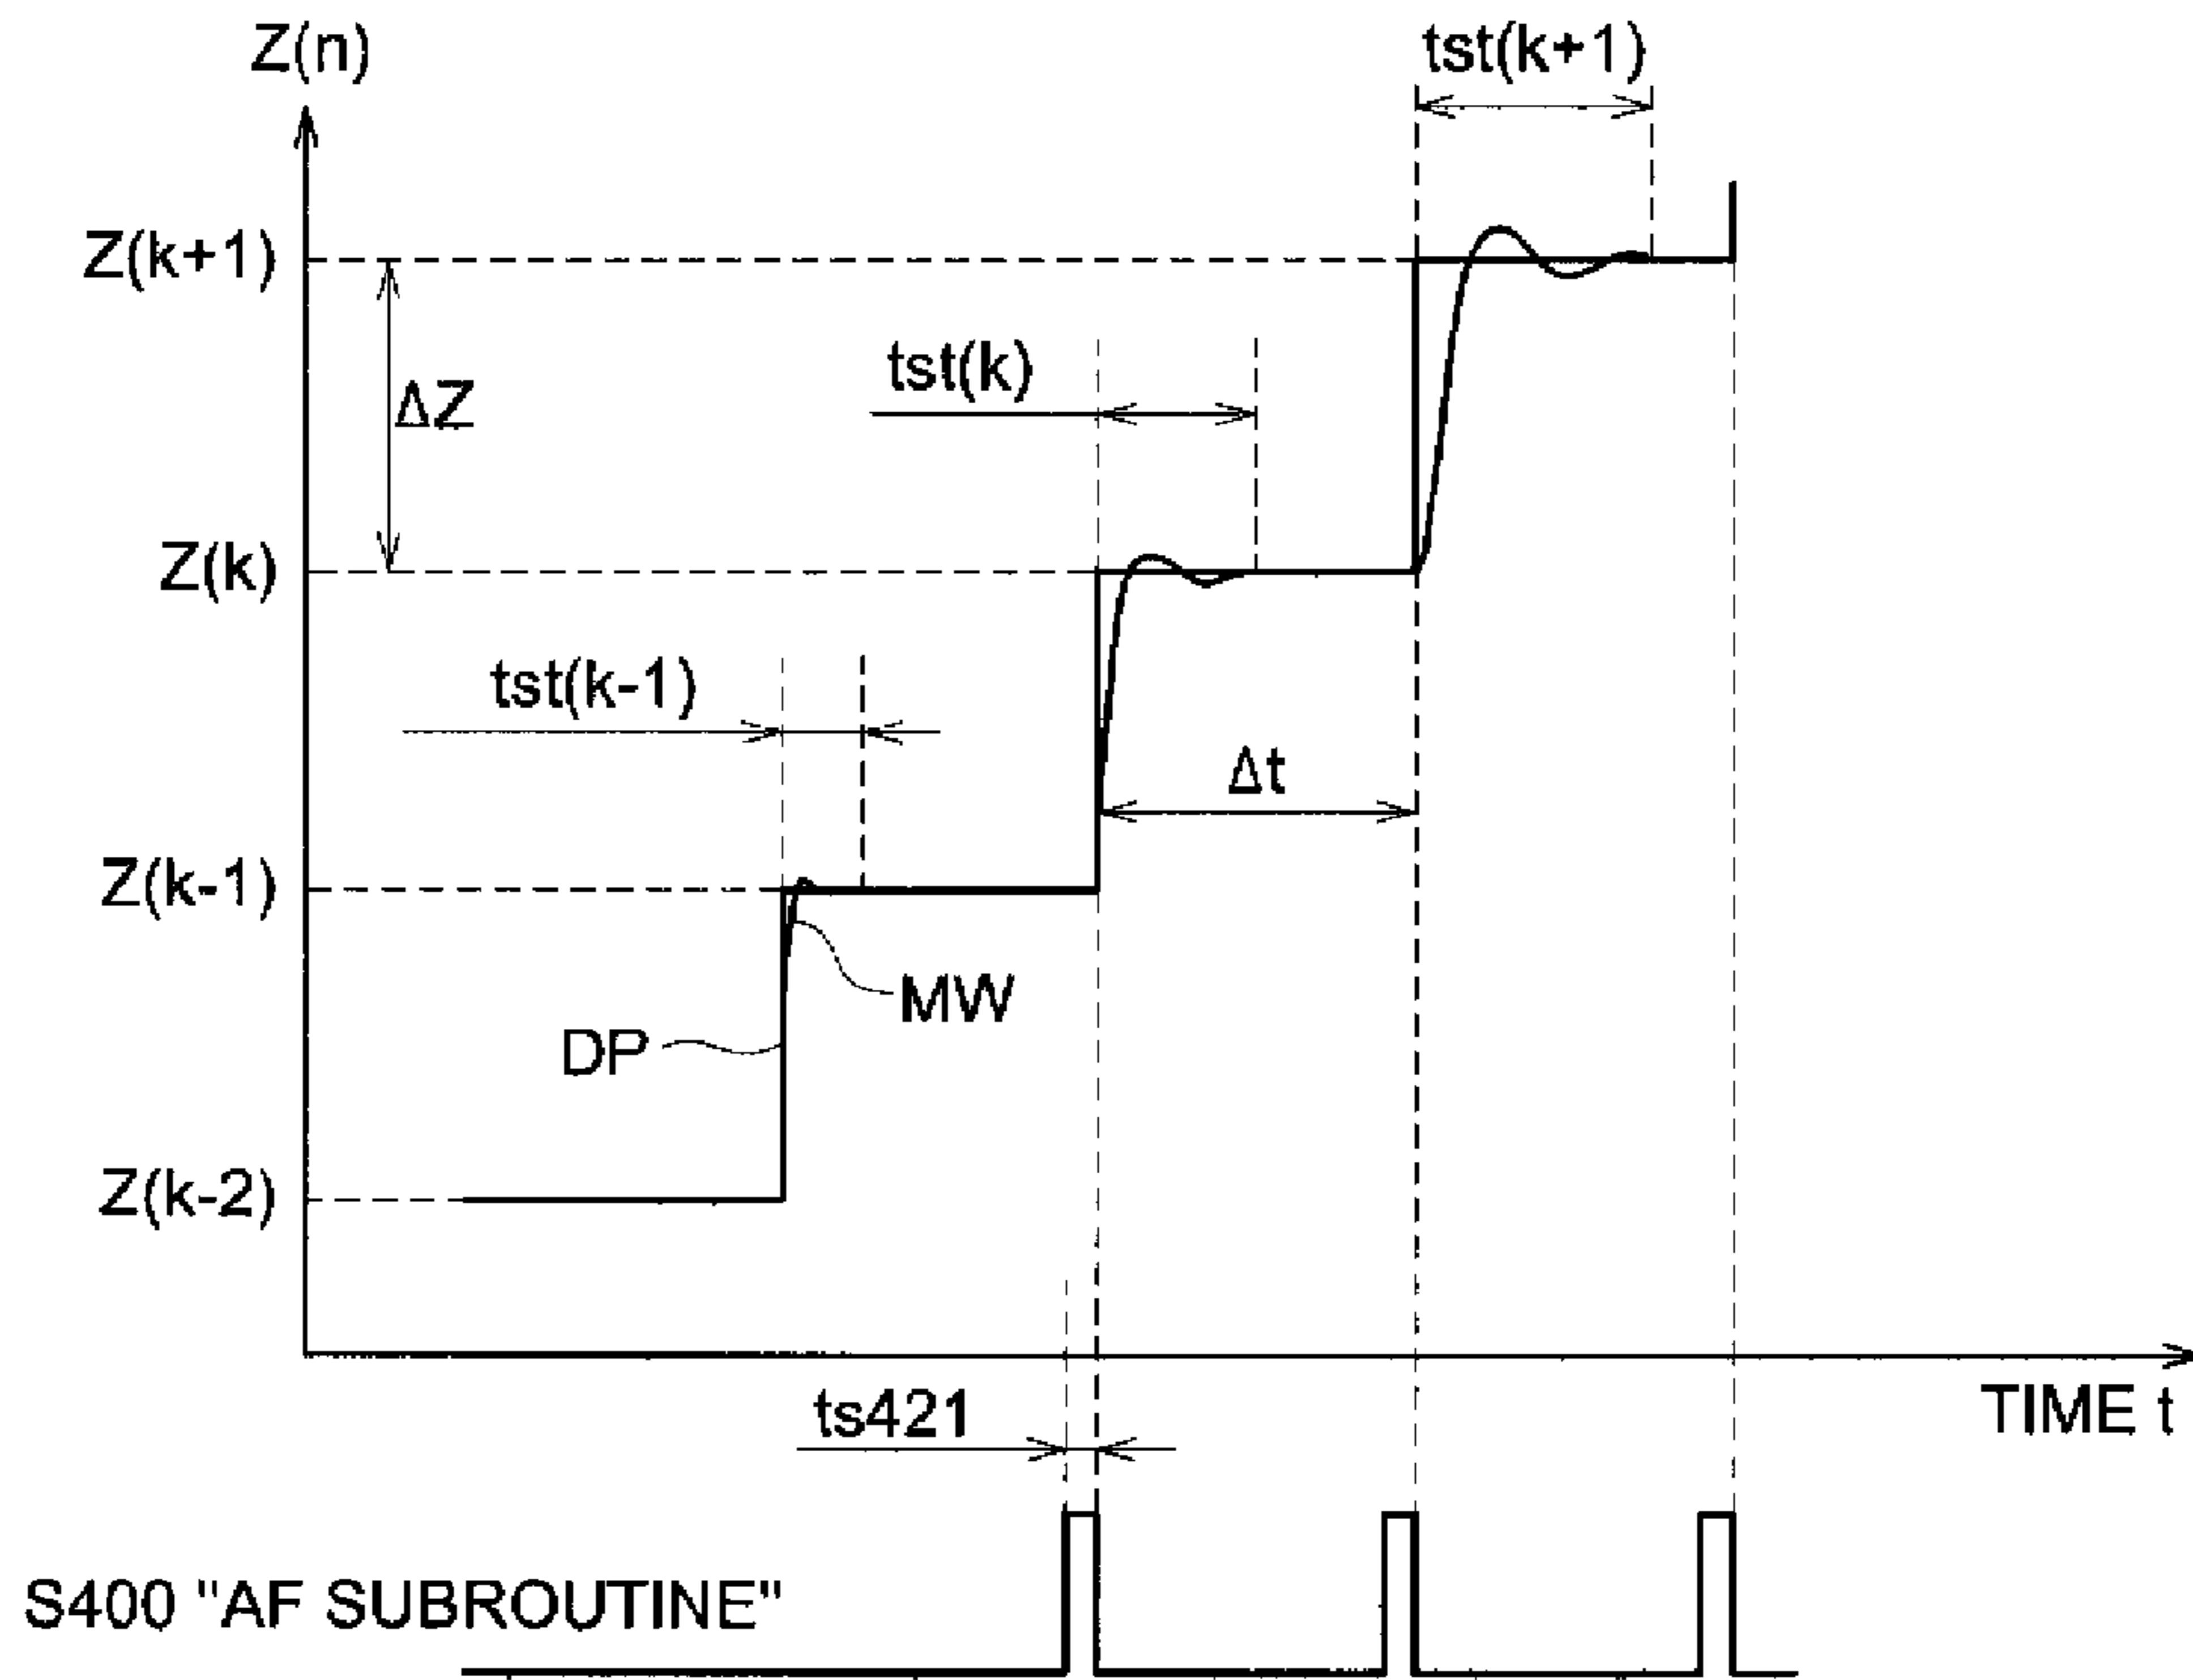 Z(n)
tst(k+1)
Z(k+1)
tst(k)
ΔZ
Z(k)
tst(k-1)
Δt
Z(k-1)
MW
DP
Z(k-2)
ts421
TIME t
S400 "AF SUBROUTINE"